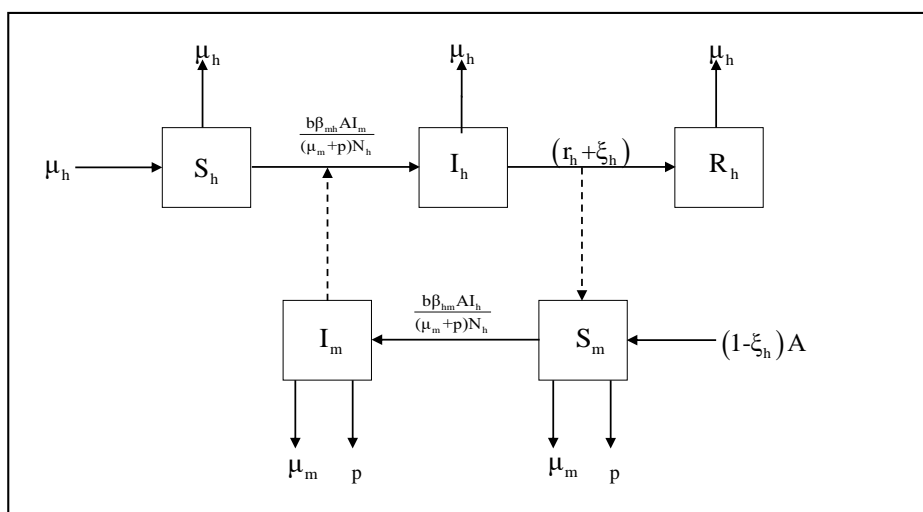 μ_h μ_h μ_h
μ_h S_h bβ_mh AI_m / (μ_m+p)N_h I_h (r_h+ξ_h) R_h
I_m bβ_hm AI_h / (μ_m+p)N_h S_m (1-ξ_h)A
μ_m p μ_m p